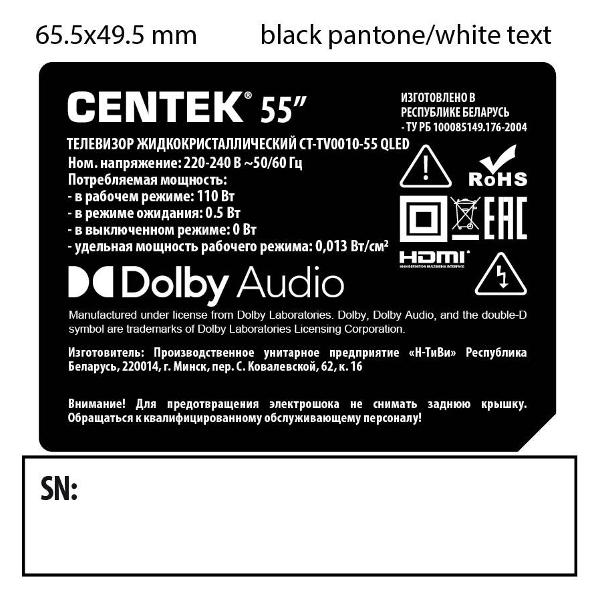 65.5x49.5 mm black pantone/white text
CENTEK® 55”
ИЗГОТОВЛЕНО В
РЕСПУБЛИКЕ БЕЛАРУСЬ
- ТУ РБ 100085149.176-2004
ТЕЛЕВИЗОР ЖИДКОКРИСТАЛЛИЧЕСКИЙ CT-TV0010-55 QLED
Ном. напряжение: 220-240 В ~50/60 Гц
Потребляемая мощность:
- в рабочем режиме: 110 Вт
- в режиме ожидания: 0.5 Вт
- в выключенном режиме: 0 Вт
- удельная мощность рабочего режима: 0,013 Вт/см²
RoHS
EAC
HDMI
HIGH-DEFINITION MULTIMEDIA INTERFACE
Dolby Audio
Manufactured under license from Dolby Laboratories. Dolby, Dolby Audio, and the double-D
symbol are trademarks of Dolby Laboratories Licensing Corporation.
Изготовитель: Производственное унитарное предприятие «Н-ТиВи» Республика
Беларусь, 220014, г. Минск, пер. С. Ковалевской, 62, к. 16
Внимание! Для предотвращения электрошока не снимать заднюю крышку.
Обращаться к квалифицированному обслуживающему персоналу!
SN: